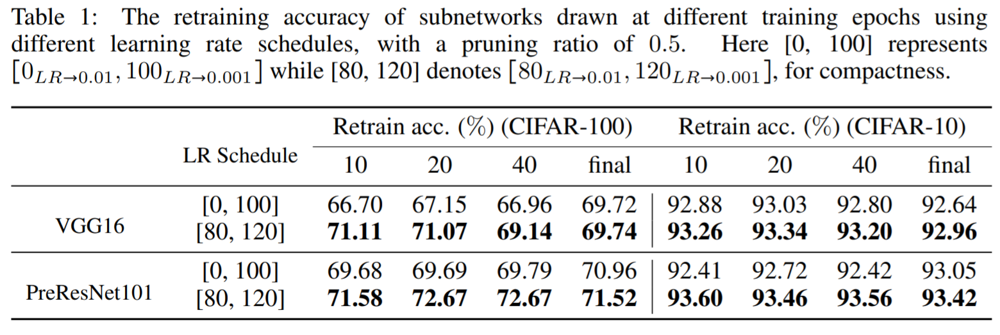 Table 1: The retraining accuracy of subnetworks drawn at different training epochs using
different learning rate schedules, with a pruning ratio of 0.5. Here [0, 100] represents
[0_{LR→0.01}, 100_{LR→0.001}] while [80, 120] denotes [80_{LR→0.01}, 120_{LR→0.001}], for compactness.
LR Schedule Retrain acc. (%) (CIFAR-100) Retrain acc. (%) (CIFAR-10)
10 20 40 final 10 20 40 final
VGG16 [0, 100] 66.70 67.15 66.96 69.72 92.88 93.03 92.80 92.64
[80, 120] 71.11 71.07 69.14 69.74 93.26 93.34 93.20 92.96
PreResNet101 [0, 100] 69.68 69.69 69.79 70.96 92.41 92.72 92.42 93.05
[80, 120] 71.58 72.67 72.67 71.52 93.60 93.46 93.56 93.42